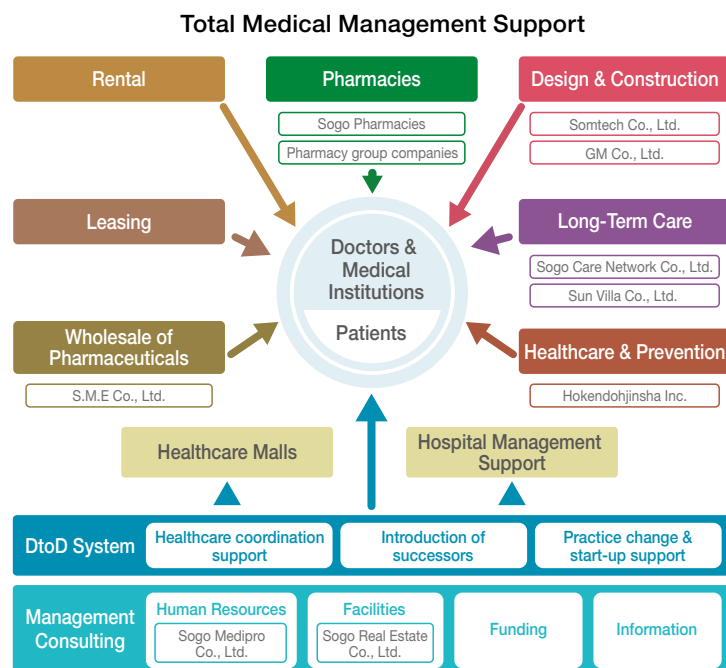 Total Medical Management Support
Rental
Pharmacies
Sogo Pharmacies
Pharmacy group companies
Design & Construction
Somtech Co., Ltd.
GM Co., Ltd.
Leasing
Doctors &
Medical
Institutions
Patients
Long-Term Care
Sogo Care Network Co., Ltd.
Sun Villa Co., Ltd.
Wholesale of
Pharmaceuticals
S.M.E Co., Ltd.
Healthcare & Prevention
Hokendohjinsha Inc.
Healthcare Malls
Hospital Management
Support
DtoD System
Healthcare coordination
support
Introduction of
successors
Practice change &
start-up support
Management
Consulting
Human Resources
Sogo Medipro
Co., Ltd.
Facilities
Sogo Real Estate
Co., Ltd.
Funding
Information